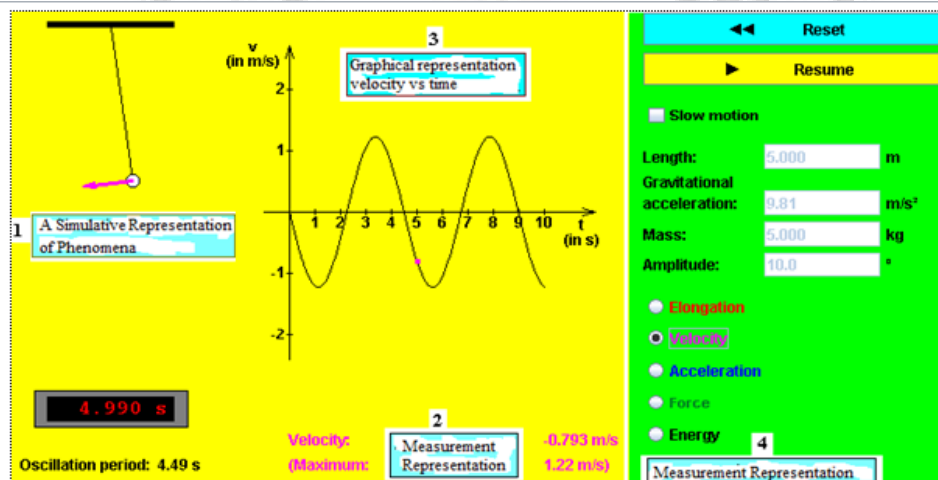 v
(in m/s)
2
1
-1
-2
1 2 3 4 5 6 7 8 9 10
t
(in s)
3
Graphical representation
velocity vs time
1
A Simulative Representation
of Phenomena
4.990 s
Oscillation period: 4.49 s
2
Measurement
Representation
Velocity: -0.793 m/s
(Maximum: 1.22 m/s)
Reset
Resume
Slow motion
Length: 5.000 m
Gravitational
acceleration: 9.81 m/s²
Mass: 5.000 kg
Amplitude: 10.0 °
Elongation
Velocity
Acceleration
Force
Energy
4
Measurement Representation